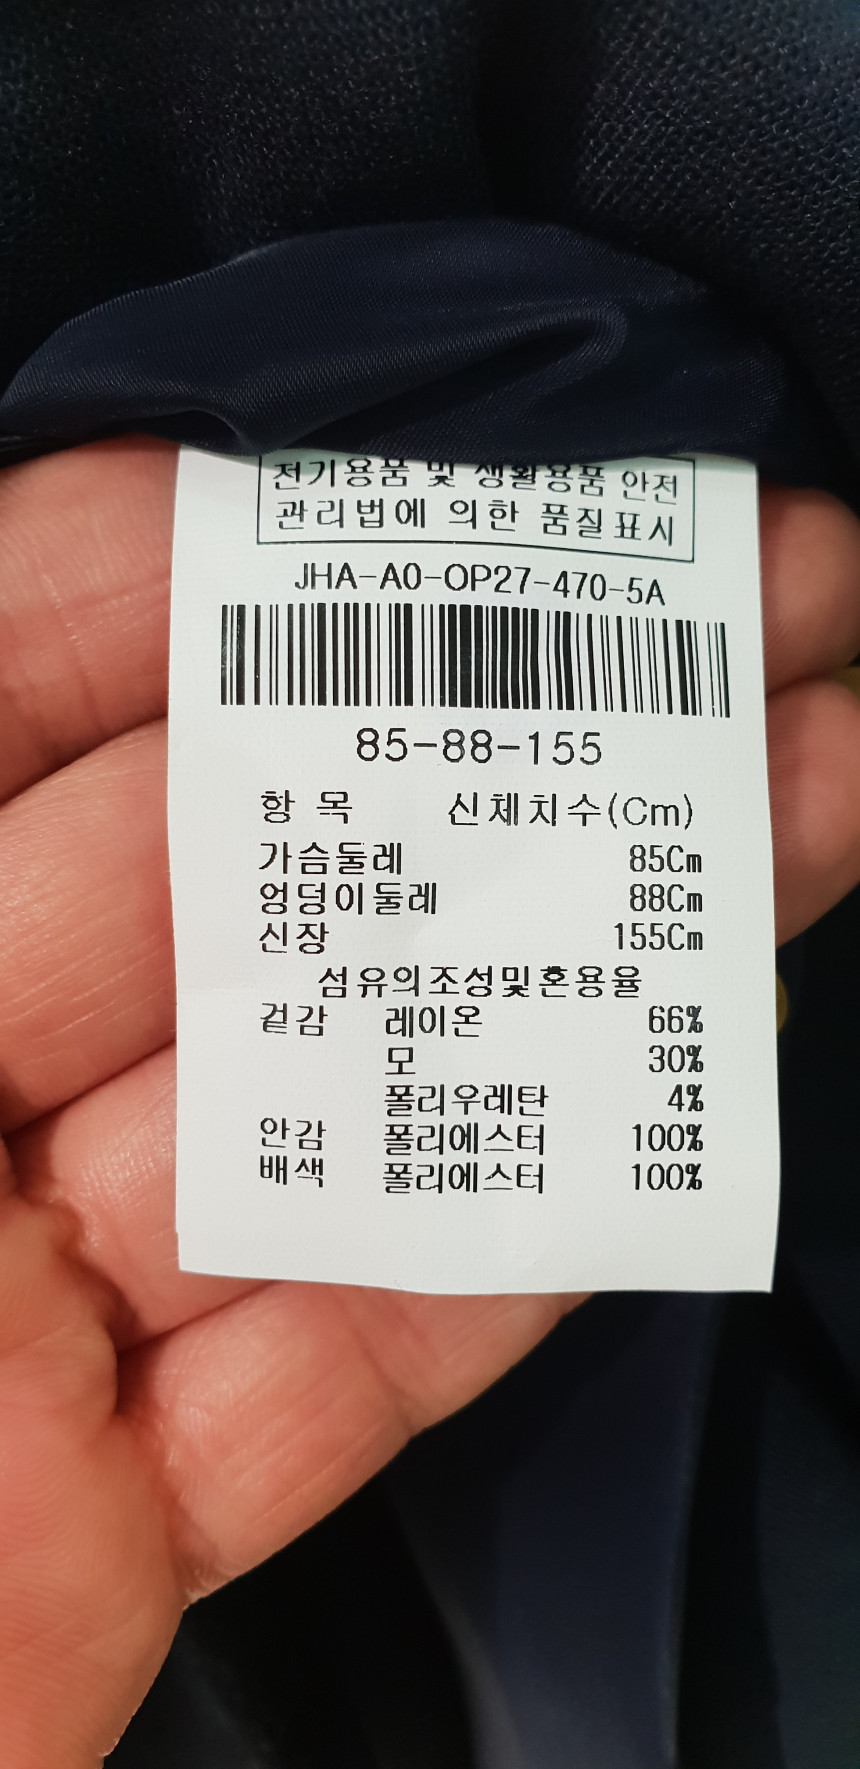 전기용품 및 생활용품 안전
관리법에 의한 품질표시
JHA-A0-OP27-470-5A
85-88-155
항 목 신체치수(Cm)
가슴둘레 85Cm
엉덩이둘레 88Cm
신장 155Cm
섬유의조성및혼용율
겉감 레이온 66%
모 30%
폴리우레탄 4%
안감 폴리에스터 100%
배색 폴리에스터 100%